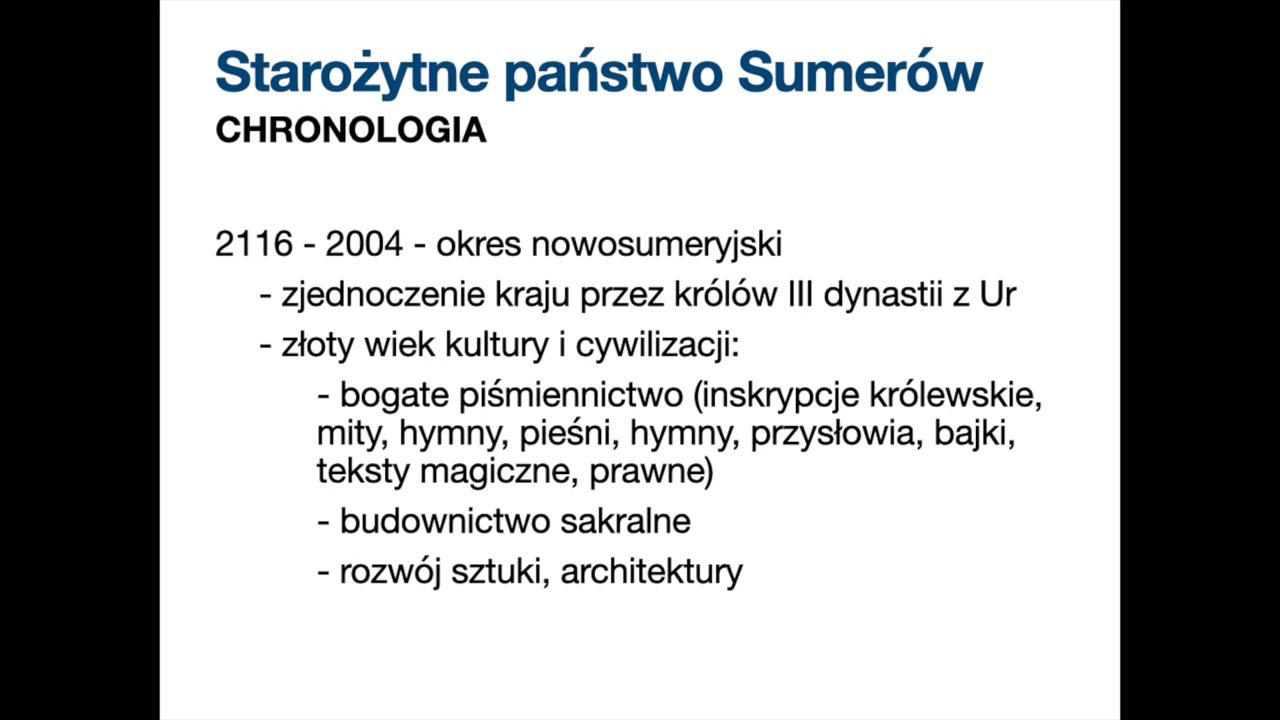 Starożytne państwo Sumerów
CHRONOLOGIA
2116 - 2004 - okres nowosumeryjski
- zjednoczenie kraju przez królów III dynastii z Ur
- złoty wiek kultury i cywilizacji:
- bogate piśmiennictwo (inskrypcje królewskie,
mity, hymny, pieśni, hymny, przysłowia, bajki,
teksty magiczne, prawne)
- budownictwo sakralne
- rozwój sztuki, architektury